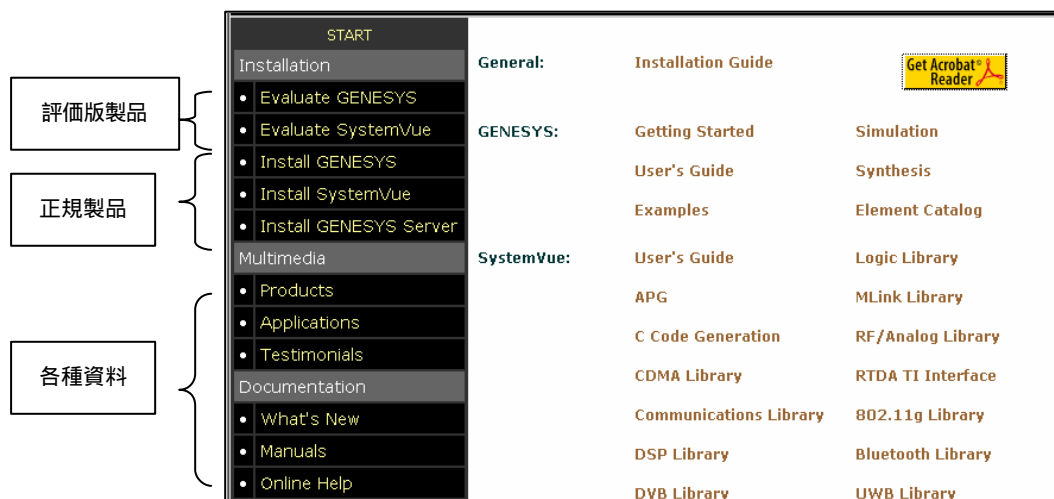 評価版製品
正規製品
各種資料
START
Installation
Evaluate GENESYS
Evaluate SystemVue
Install GENESYS
Install SystemVue
Install GENESYS Server
Multimedia
Products
Applications
Testimonials
Documentation
What's New
Manuals
Online Help
General: Installation Guide
Get Acrobat®
Reader
GENESYS: Getting Started Simulation
User's Guide Synthesis
Examples Element Catalog
SystemVue: User's Guide Logic Library
APG MLink Library
C Code Generation RF/Analog Library
CDMA Library RTDA TI Interface
Communications Library 802.11g Library
DSP Library Bluetooth Library
DVB Library UWB Library